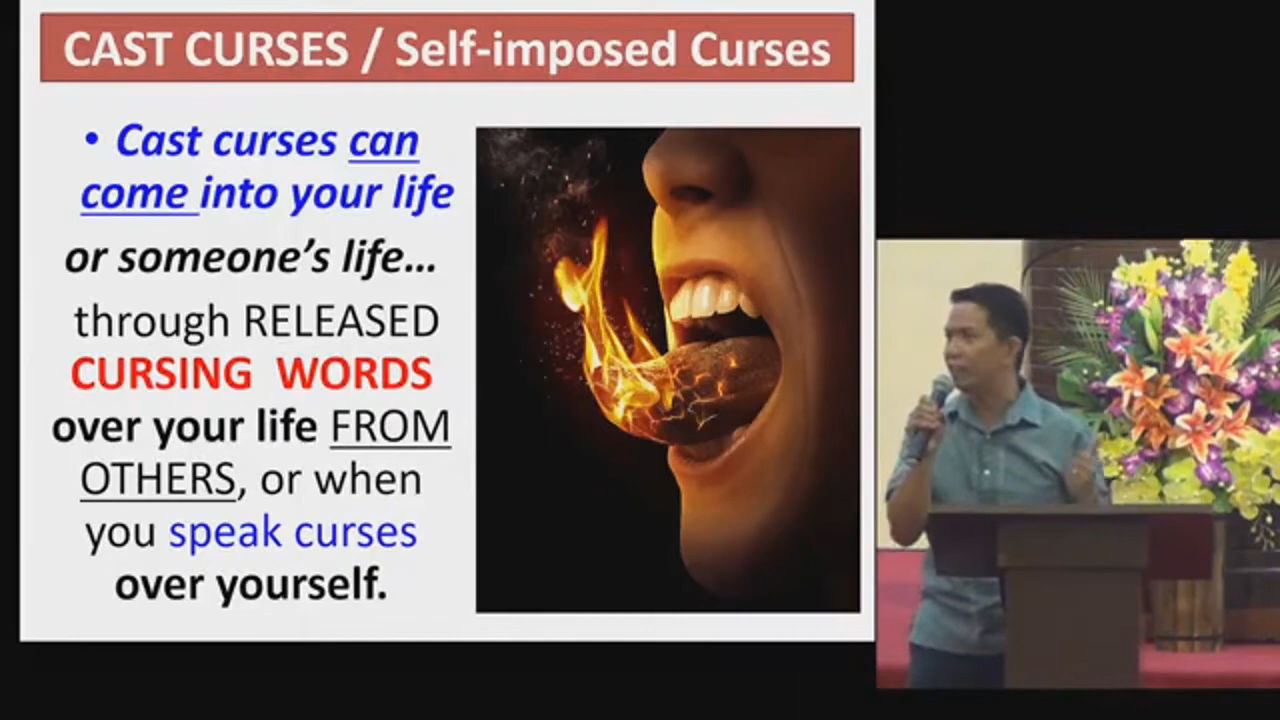 CAST CURSES / Self-imposed Curses
• Cast curses can
come into your life
or someone's life...
through RELEASED
CURSING WORDS
over your life FROM
OTHERS, or when
you speak curses
over yourself.